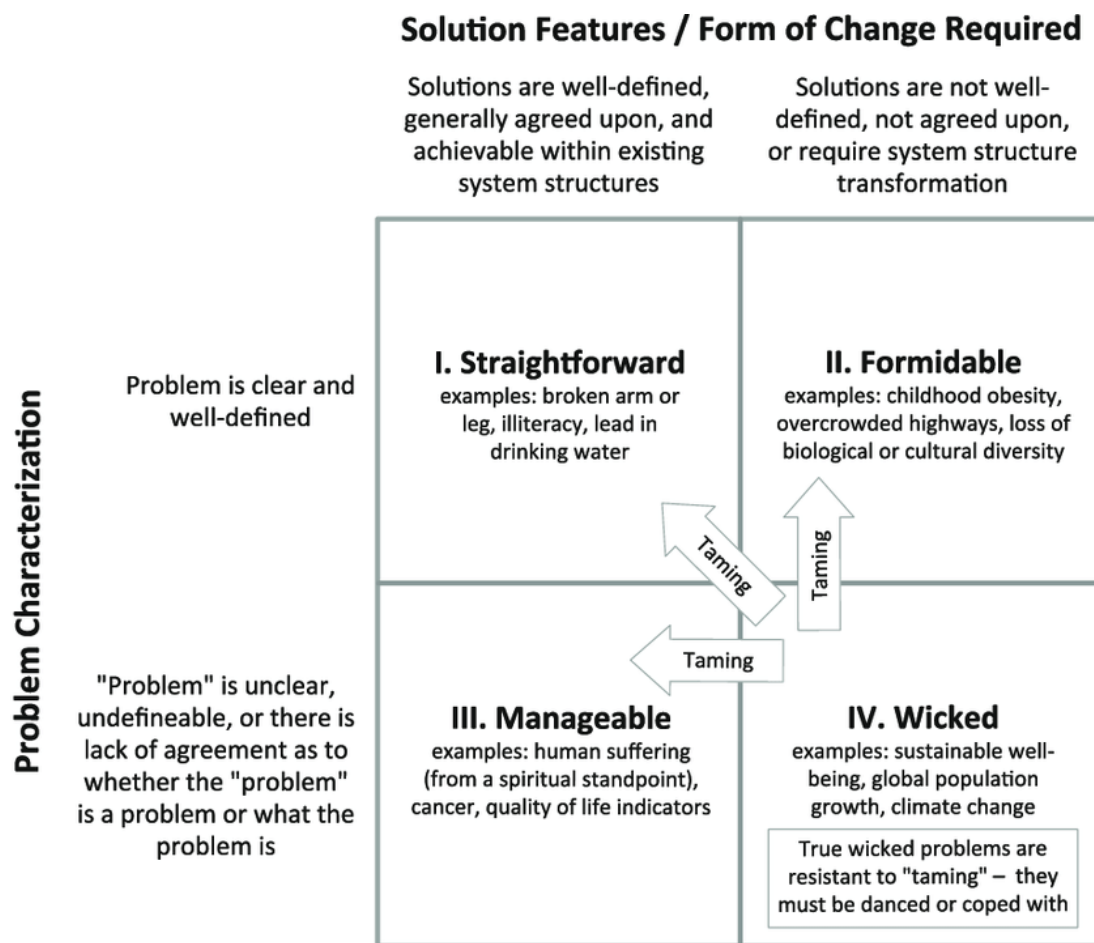 Solution Features / Form of Change Required
Solutions are well-defined,
generally agreed upon, and
achievable within existing
system structures
Solutions are not well-
defined, not agreed upon,
or require system structure
transformation
Problem Characterization
Problem is clear and
well-defined
I. Straightforward
examples: broken arm or
leg, illiteracy, lead in
drinking water
II. Formidable
examples: childhood obesity,
overcrowded highways, loss of
biological or cultural diversity
Taming
Taming
Taming
"Problem" is unclear,
undefineable, or there is
lack of agreement as to
whether the "problem"
is a problem or what the
problem is
III. Manageable
examples: human suffering
(from a spiritual standpoint),
cancer, quality of life indicators
IV. Wicked
examples: sustainable well-
being, global population
growth, climate change
True wicked problems are
resistant to "taming" – they
must be danced or coped with